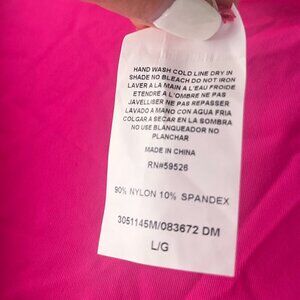 HAND WASH COLD LINE DRY IN
SHADE NO BLEACH DO NOT IRON
LAVER A LA MAIN A L'EAU FROIDE
ETENDRE A L'OMBRE NE PAS
JAVELLISER NE PAS REPASSER
LAVADO A MANO CON AGUA FRIA
COLGAR A SECAR EN LA SOMBRA
NO USE BLANQUEADOR NO
PLANCHAR
MADE IN CHINA
RN#59526
90% NYLON 10% SPANDEX
3051145M/083672 DM
L/G